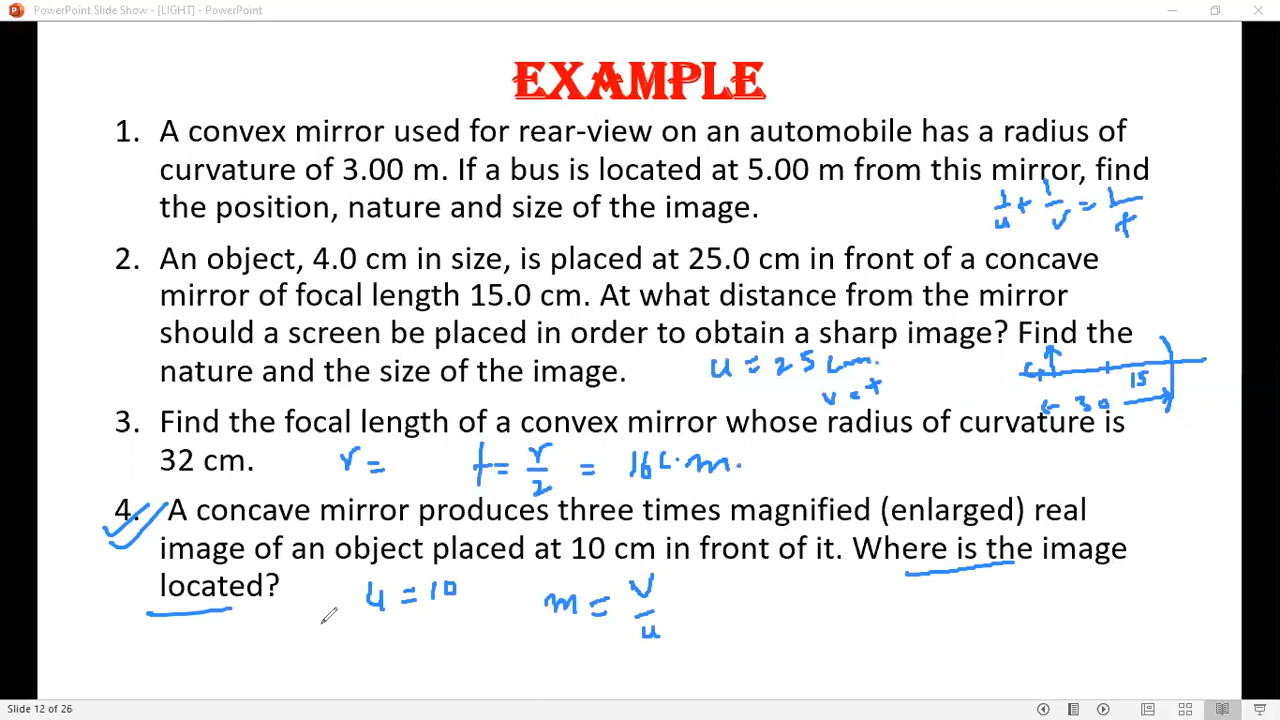 PowerPoint Slide Show - [LIGHT] - PowerPoint
EXAMPLE
1. A convex mirror used for rear-view on an automobile has a radius of
curvature of 3.00 m. If a bus is located at 5.00 m from this mirror, find
the position, nature and size of the image.
1/u + 1/v = 1/f
2. An object, 4.0 cm in size, is placed at 25.0 cm in front of a concave
mirror of focal length 15.0 cm. At what distance from the mirror
should a screen be placed in order to obtain a sharp image? Find the
nature and the size of the image.
u = 25 cm.
15
30
3. Find the focal length of a convex mirror whose radius of curvature is
32 cm.
r =
f = r/2 = 16 c.m.
4. A concave mirror produces three times magnified (enlarged) real
image of an object placed at 10 cm in front of it. Where is the image
located?
u = 10
m = v/u
Slide 12 of 26